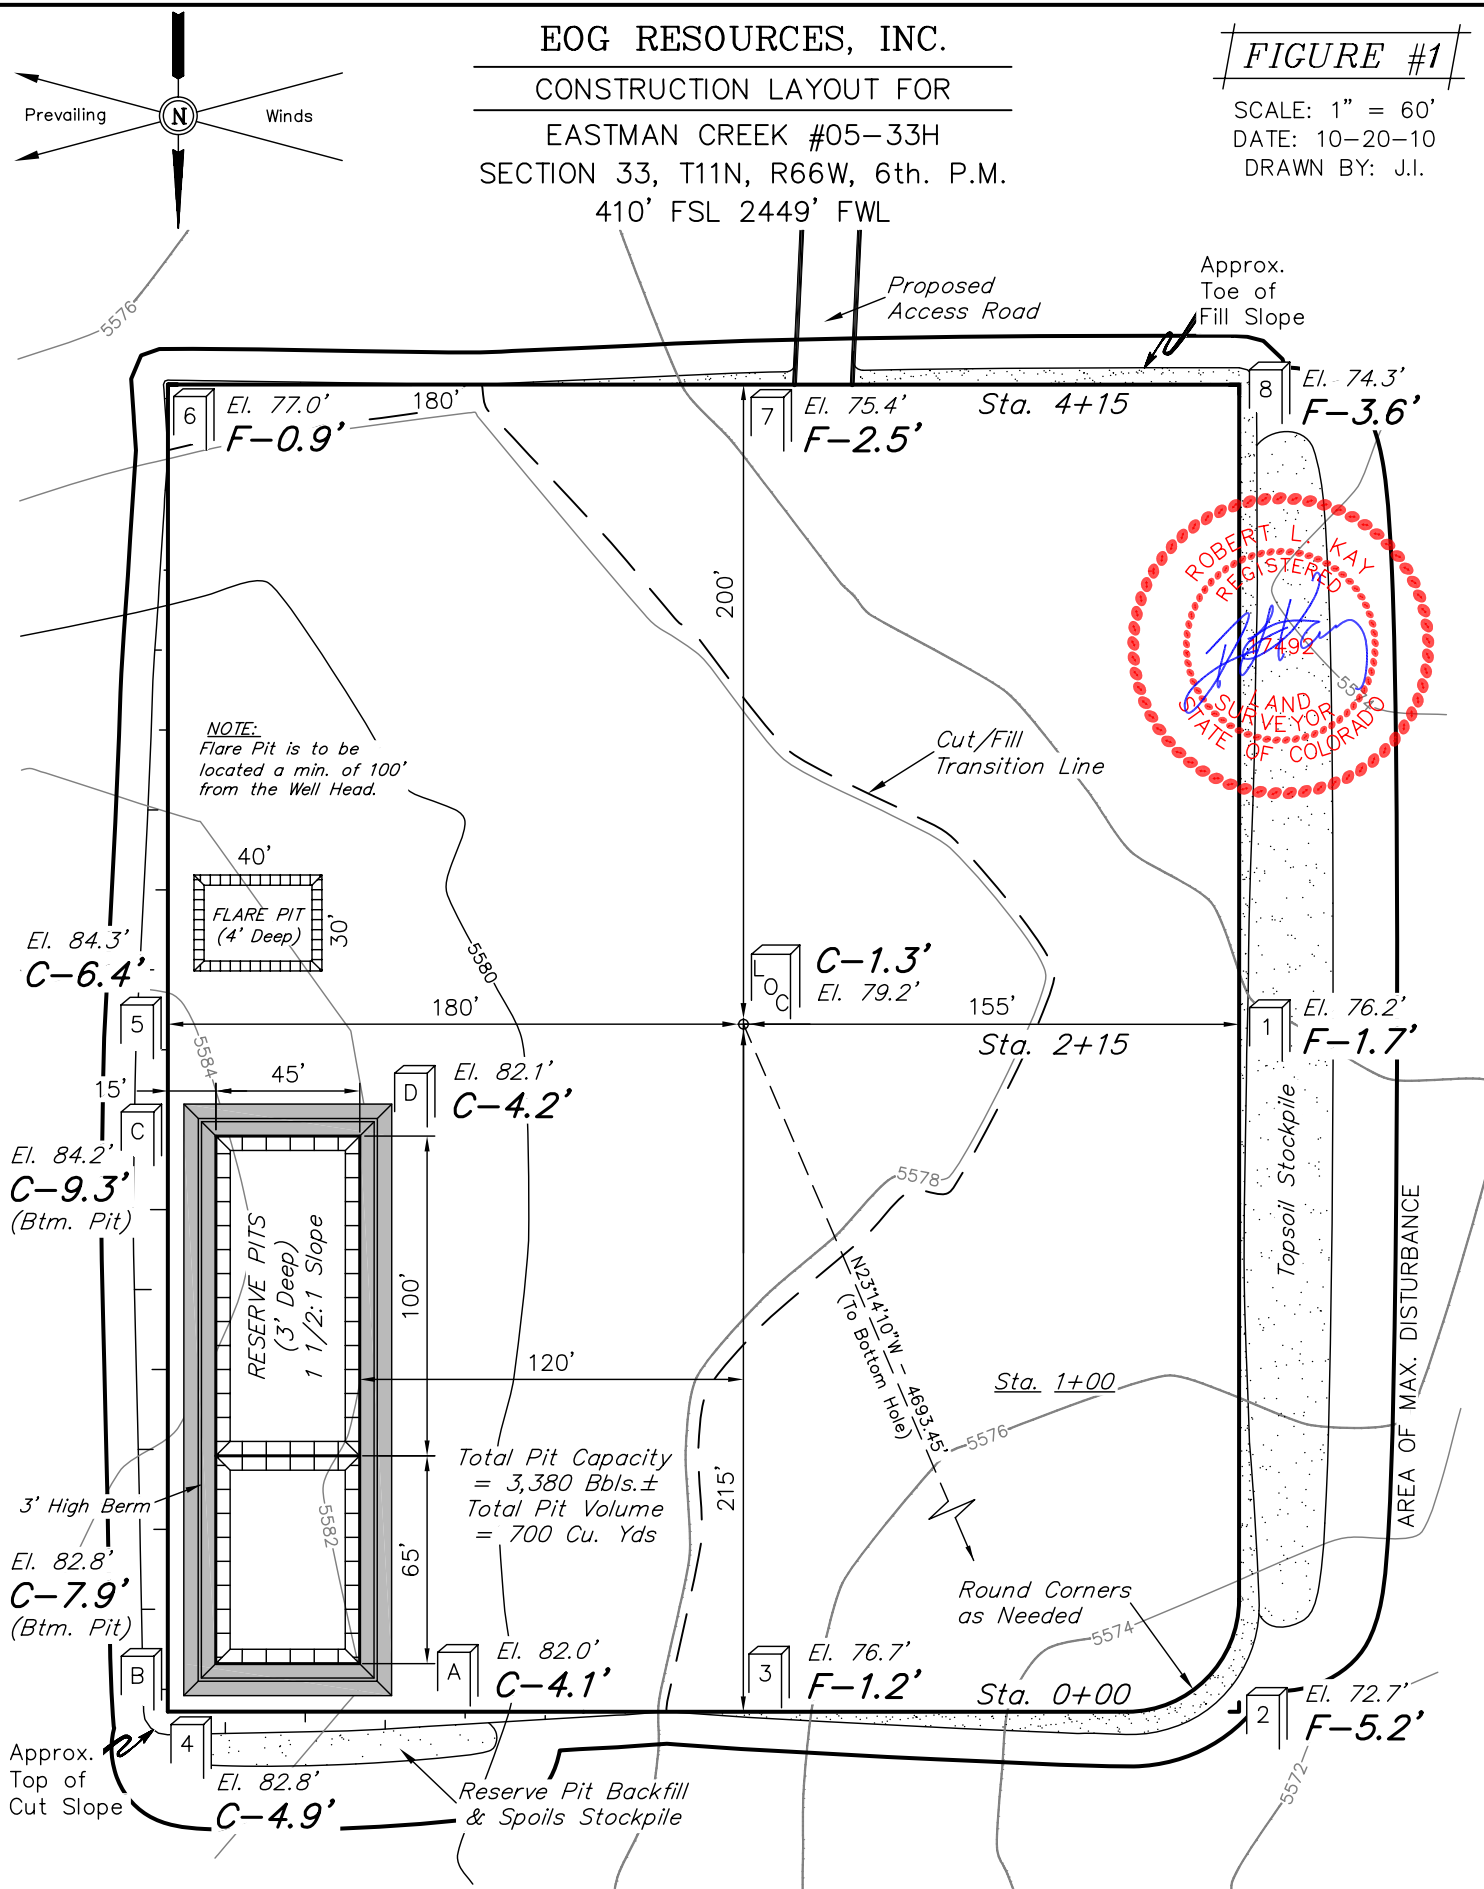 EOG RESOURCES, INC.
CONSTRUCTION LAYOUT FOR
EASTMAN CREEK #05-33H
SECTION 33, T11N, R66W, 6th. P.M.
410' FSL 2449' FWL
FIGURE #1
SCALE: 1" = 60'
DATE: 10-20-10
DRAWN BY: J.I.
Prevailing
N
Winds
5576
Proposed
Access Road
Approx.
Toe of
Fill Slope
6
El. 77.0'
F-0.9'
180'
7
El. 75.4'
F-2.5'
Sta. 4+15
8
El. 74.3'
F-3.6'
200'
ROBERT L. KAY
REGISTERED
7492
LAND
SURVEYOR
STATE OF COLORADO
5574
NOTE:
Flare Pit is to be
located a min. of 100'
from the Well Head.
Cut/Fill
Transition Line
40'
FLARE PIT
(4' Deep)
30'
5580
El. 84.3'
C-6.4'
5
LOC
C-1.3'
El. 79.2'
180'
155'
Sta. 2+15
1
El. 76.2'
F-1.7'
5584
15'
45'
D
El. 82.1'
C-4.2'
C
El. 84.2'
C-9.3'
(Btm. Pit)
RESERVE PITS
(3' Deep)
1 1/2:1 Slope
100'
5578
Topsoil Stockpile
AREA OF MAX. DISTURBANCE
N23°14'10"W - 4693.45'
(To Bottom Hole)
120'
Sta. 1+00
5576
Total Pit Capacity
= 3,380 Bbls.±
Total Pit Volume
= 700 Cu. Yds
215'
3' High Berm
5582
65'
El. 82.8'
C-7.9'
(Btm. Pit)
B
A
El. 82.0'
C-4.1'
3
El. 76.7'
F-1.2'
Round Corners
as Needed
5574
Sta. 0+00
2
El. 72.7'
F-5.2'
4
El. 82.8'
C-4.9'
Approx.
Top of
Cut Slope
Reserve Pit Backfill
& Spoils Stockpile
5572